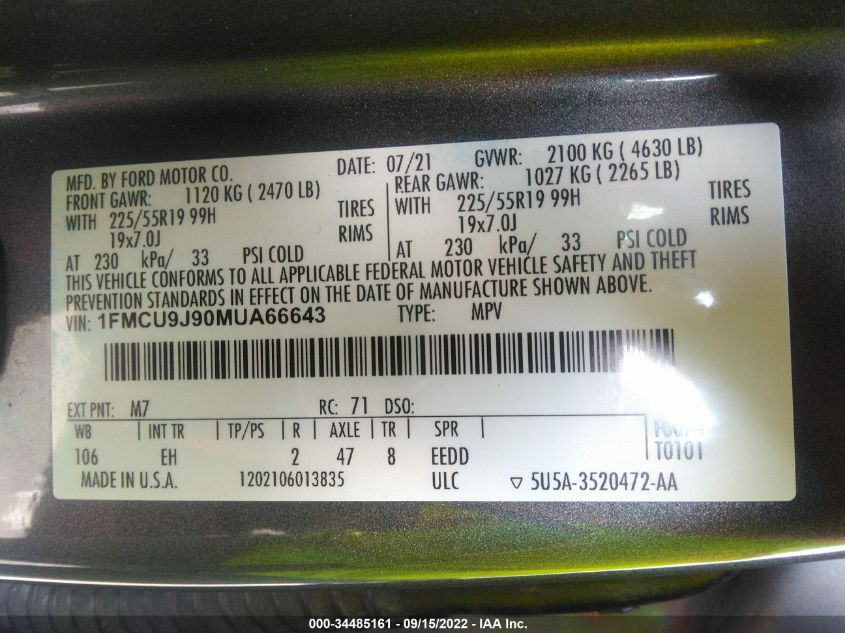 MFD. BY FORD MOTOR CO. DATE: 07/21 GVWR: 2100 KG ( 4630 LB)
FRONT GAWR: 1120 KG ( 2470 LB) REAR GAWR: 1027 KG ( 2265 LB)
WITH 225/55R19 99H TIRES WITH 225/55R19 99H TIRES
19x7.0J RIMS 19x7.0J RIMS
AT 230 kPa/ 33 PSI COLD AT 230 kPa/ 33 PSI COLD
THIS VEHICLE CONFORMS TO ALL APPLICABLE FEDERAL MOTOR VEHICLE SAFETY AND THEFT
PREVENTION STANDARDS IN EFFECT ON THE DATE OF MANUFACTURE SHOWN ABOVE.
VIN: 1FMCU9J90MUA66643 TYPE: MPV
EXT PNT: M7 RC: 71 DSO:
WB INT TR TP/PS R AXLE TR SPR
106 EH 2 47 8 EEDD T0101
MADE IN U.S.A. 1202106013835 ULC 5U5A-3520472-AA
000-34485161 - 09/15/2022 - IAA Inc.